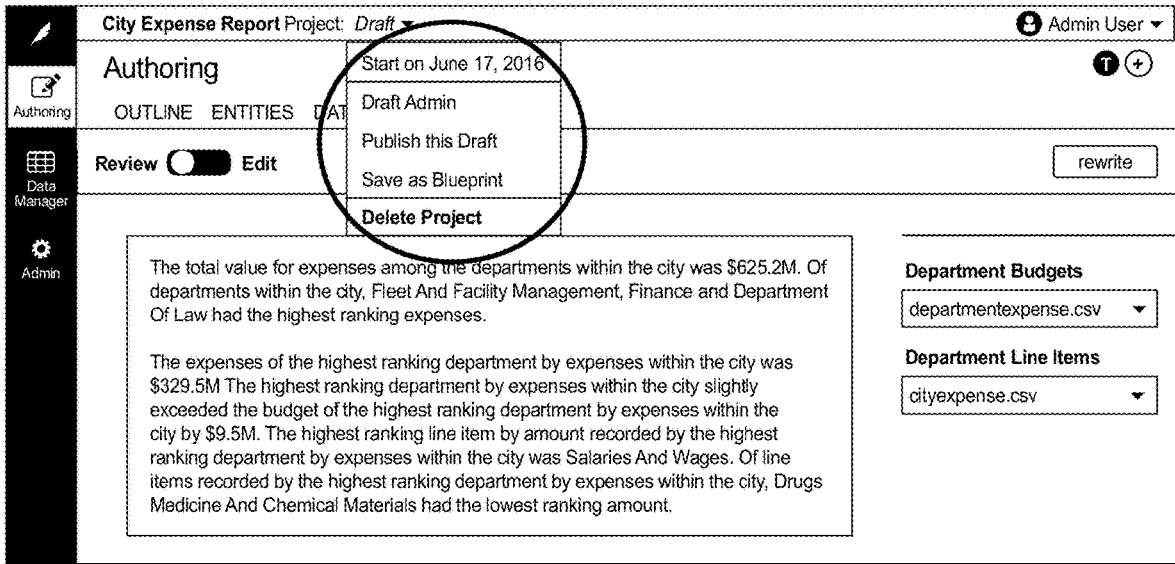 City Expense Report Project: Draft
Admin User
Authoring
Start on June 17, 2016
T +
Authoring
OUTLINE ENTITIES
Draft Admin
Publish this Draft
Review Edit
rewrite
Data
Manager
Save as Blueprint
Delete Project
Admin
The total value for expenses among the departments within the city was $625.2M. Of
departments within the city, Fleet And Facility Management, Finance and Department
Of Law had the highest ranking expenses.
The expenses of the highest ranking department by expenses within the city was
$329.5M The highest ranking department by expenses within the city slightly
exceeded the budget of the highest ranking department by expenses within the
city by $9.5M. The highest ranking line item by amount recorded by the highest
ranking department by expenses within the city was Salaries And Wages. Of line
items recorded by the highest ranking department by expenses within the city, Drugs
Medicine And Chemical Materials had the lowest ranking amount.
Department Budgets
departmentexpense.csv
Department Line Items
cityexpense.csv